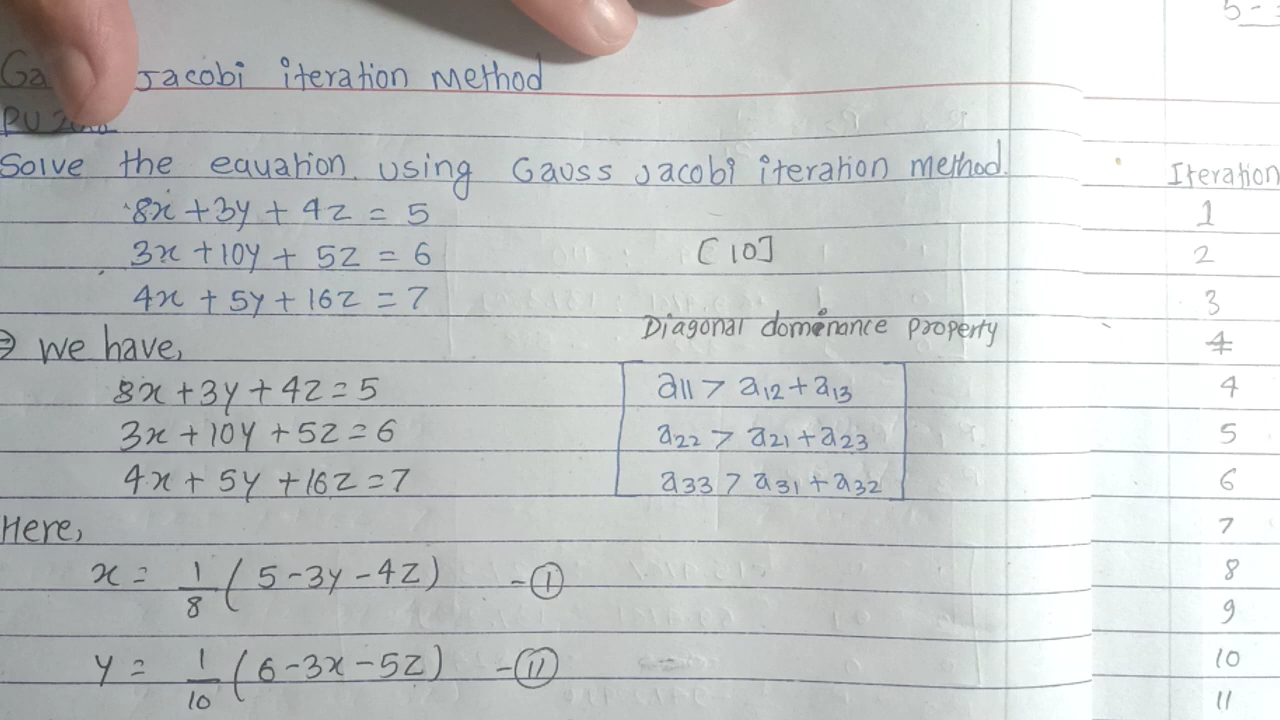 Jacobi iteration Method
Solve the equation. using Gauss Jacobi iteration method.
8x + 3y + 4z = 5
3x + 10y + 5z = 6 [10]
4x + 5y + 16z = 7
⇒ We have,
Diagonal dominance property
8x + 3y + 4z = 5
3x + 10y + 5z = 6
4x + 5y + 16z = 7
a11 > a12 + a13
a22 > a21 + a23
a33 > a31 + a32
Here,
x = 1/8 (5 - 3y - 4z) - ①
y = 1/10 (6 - 3x - 5z) - ⑪
Iteration
1
2
3
4
4
5
6
7
8
9
10
11